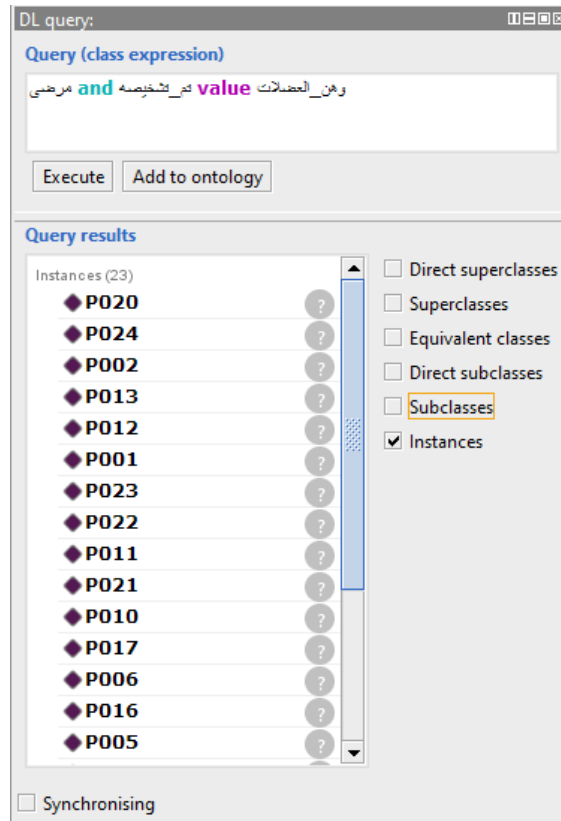 DL query:
Query (class expression)
مرضى and تم_تشخيصه value وهن_العضلات
Execute
Add to ontology
Query results
Instances (23)
P020
P024
P002
P013
P012
P001
P023
P022
P011
P021
P010
P017
P006
P016
P005
Direct superclasses
Superclasses
Equivalent classes
Direct subclasses
Subclasses
Instances
Synchronising